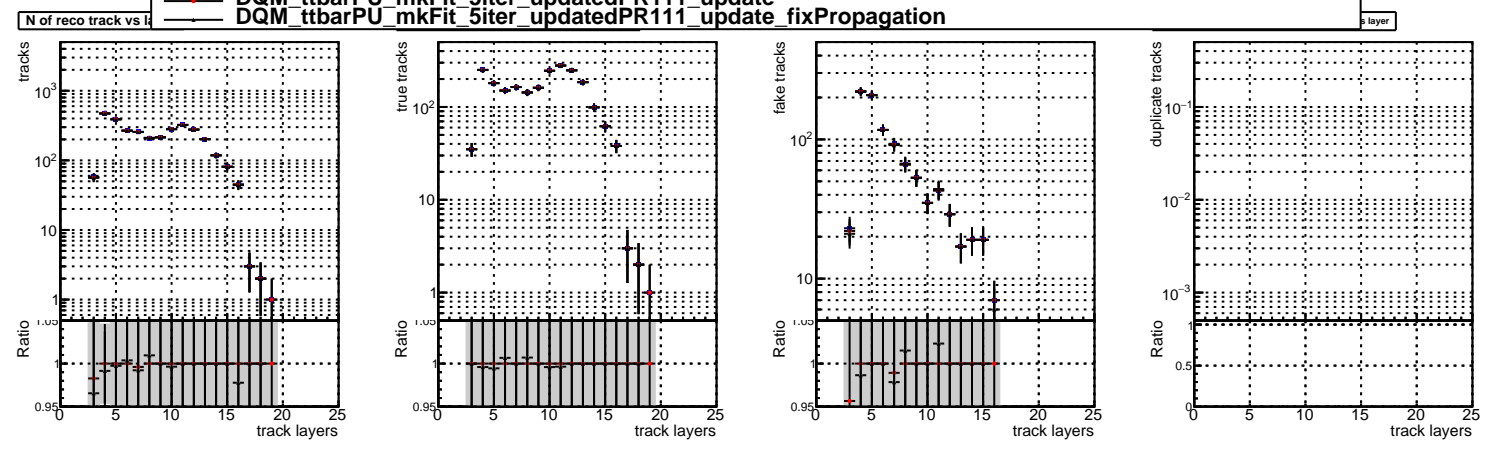 DQM_ttbarPU_mkFit_5iter_updatedPR111_update
N of reco track vs la
DQM_ttbarPU_mkFit_5iter_updatedPR111_update_fixPropagation
s layer
tracks
10³
10²
10
1
Ratio
1.05
1
0.95
0 5 10 15 20 25
track layers
true tracks
10²
10
1
Ratio
1.05
1
0.95
0 5 10 15 20 25
track layers
fake tracks
10²
10
Ratio
1.05
1
0.95
0 5 10 15 20 25
track layers
duplicate tracks
10⁻¹
10⁻²
10⁻³
Ratio
1
0.5
0
0 5 10 15 20 25
track layers